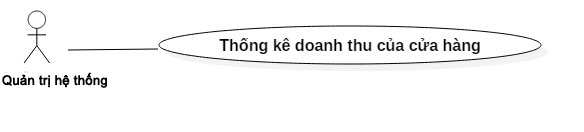 Thống kê doanh thu của cửa hàng
Quản trị hệ thống